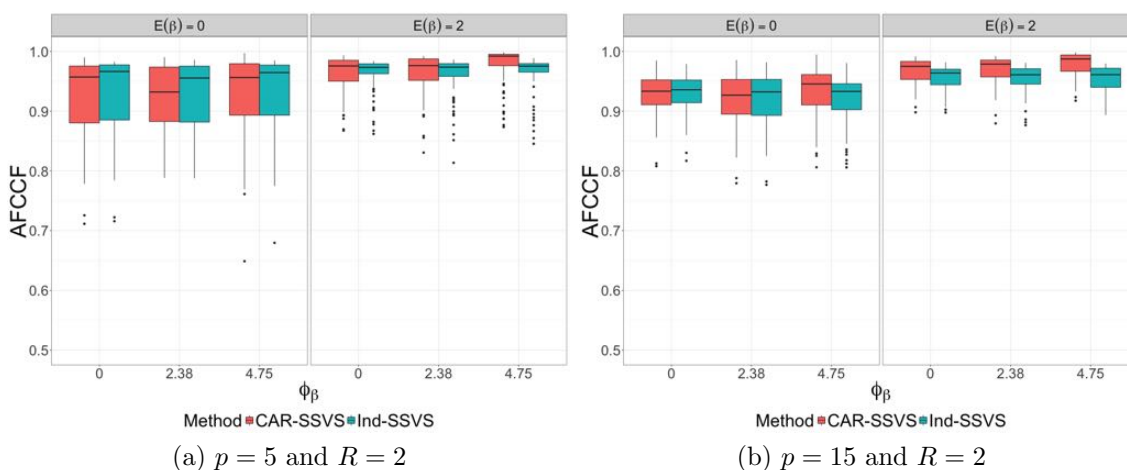 E(β) = 0
E(β) = 2
1.0
0.9
0.8
0.7
0.6
0.5
AFCCF
0
2.38
4.75
0
2.38
4.75
ϕβ
Method CAR-SSVS Ind-SSVS
(a) p = 5 and R = 2
E(β) = 0
E(β) = 2
1.0
0.9
0.8
0.7
0.6
0.5
AFCCF
0
2.38
4.75
0
2.38
4.75
ϕβ
Method CAR-SSVS Ind-SSVS
(b) p = 15 and R = 2